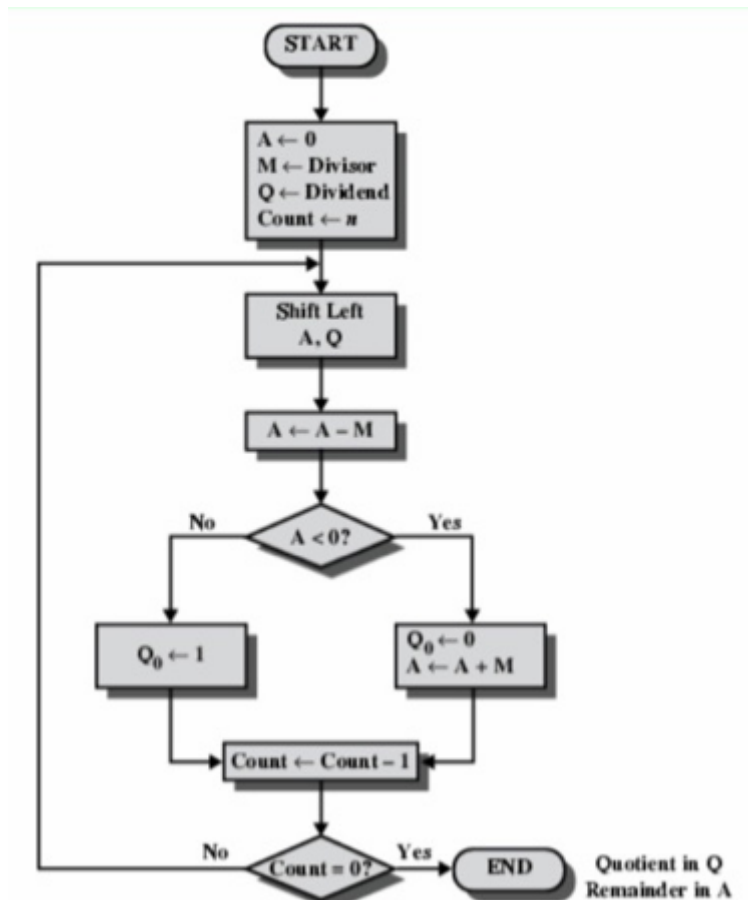 START
A ← 0
M ← Divisor
Q ← Dividend
Count ← n
Shift Left
A, Q
A ← A – M
No
Yes
A < 0?
Q₀ ← 1
Q₀ ← 0
A ← A + M
Count ← Count – 1
No
Yes
Count = 0?
END
Quotient in Q
Remainder in A